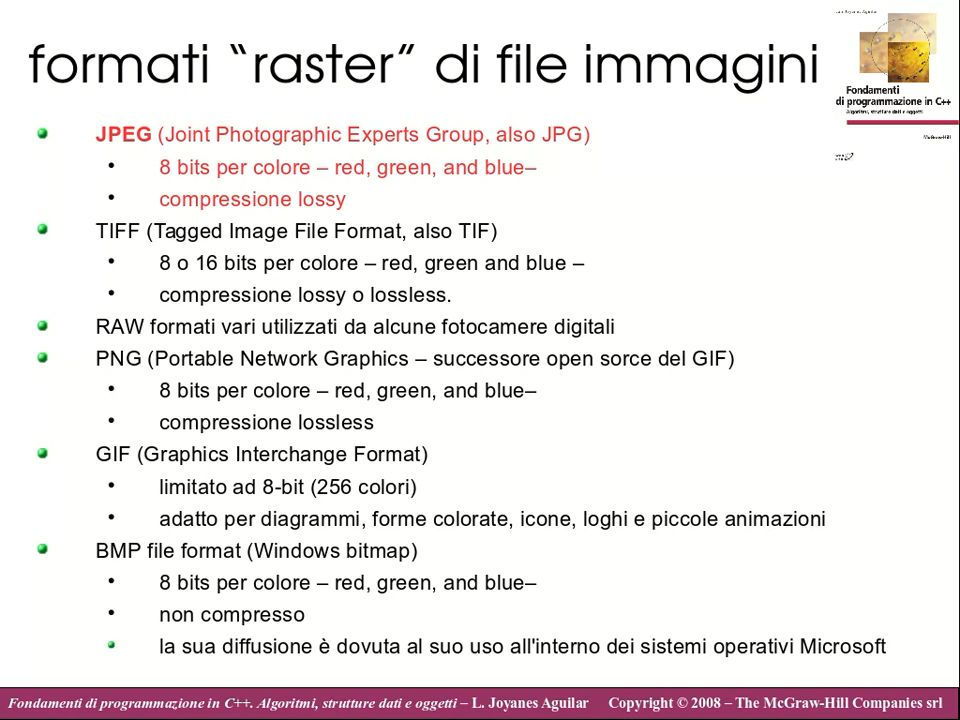 formati “raster” di file immagini
Fondamenti
di programmazione in C++
Algoritmi, strutture dati e oggetti
McGraw-Hill
JPEG (Joint Photographic Experts Group, also JPG)
8 bits per colore – red, green, and blue–
compressione lossy
TIFF (Tagged Image File Format, also TIF)
8 o 16 bits per colore – red, green and blue –
compressione lossy o lossless.
RAW formati vari utilizzati da alcune fotocamere digitali
PNG (Portable Network Graphics – successore open sorce del GIF)
8 bits per colore – red, green, and blue–
compressione lossless
GIF (Graphics Interchange Format)
limitato ad 8-bit (256 colori)
adatto per diagrammi, forme colorate, icone, loghi e piccole animazioni
BMP file format (Windows bitmap)
8 bits per colore – red, green, and blue–
non compresso
la sua diffusione è dovuta al suo uso all'interno dei sistemi operativi Microsoft
Fondamenti di programmazione in C++. Algoritmi, strutture dati e oggetti – L. Joyanes Aguilar Copyright © 2008 – The McGraw-Hill Companies srl